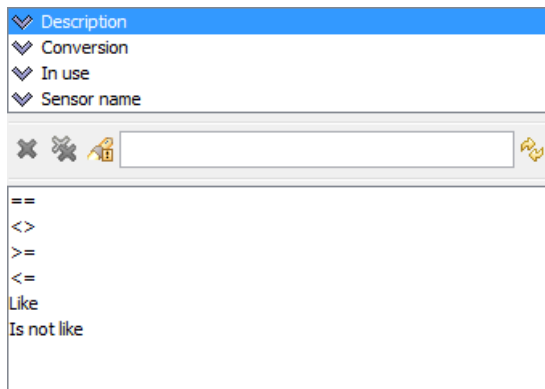 Description
Conversion
In use
Sensor name
==
<>
>=
<=
Like
Is not like